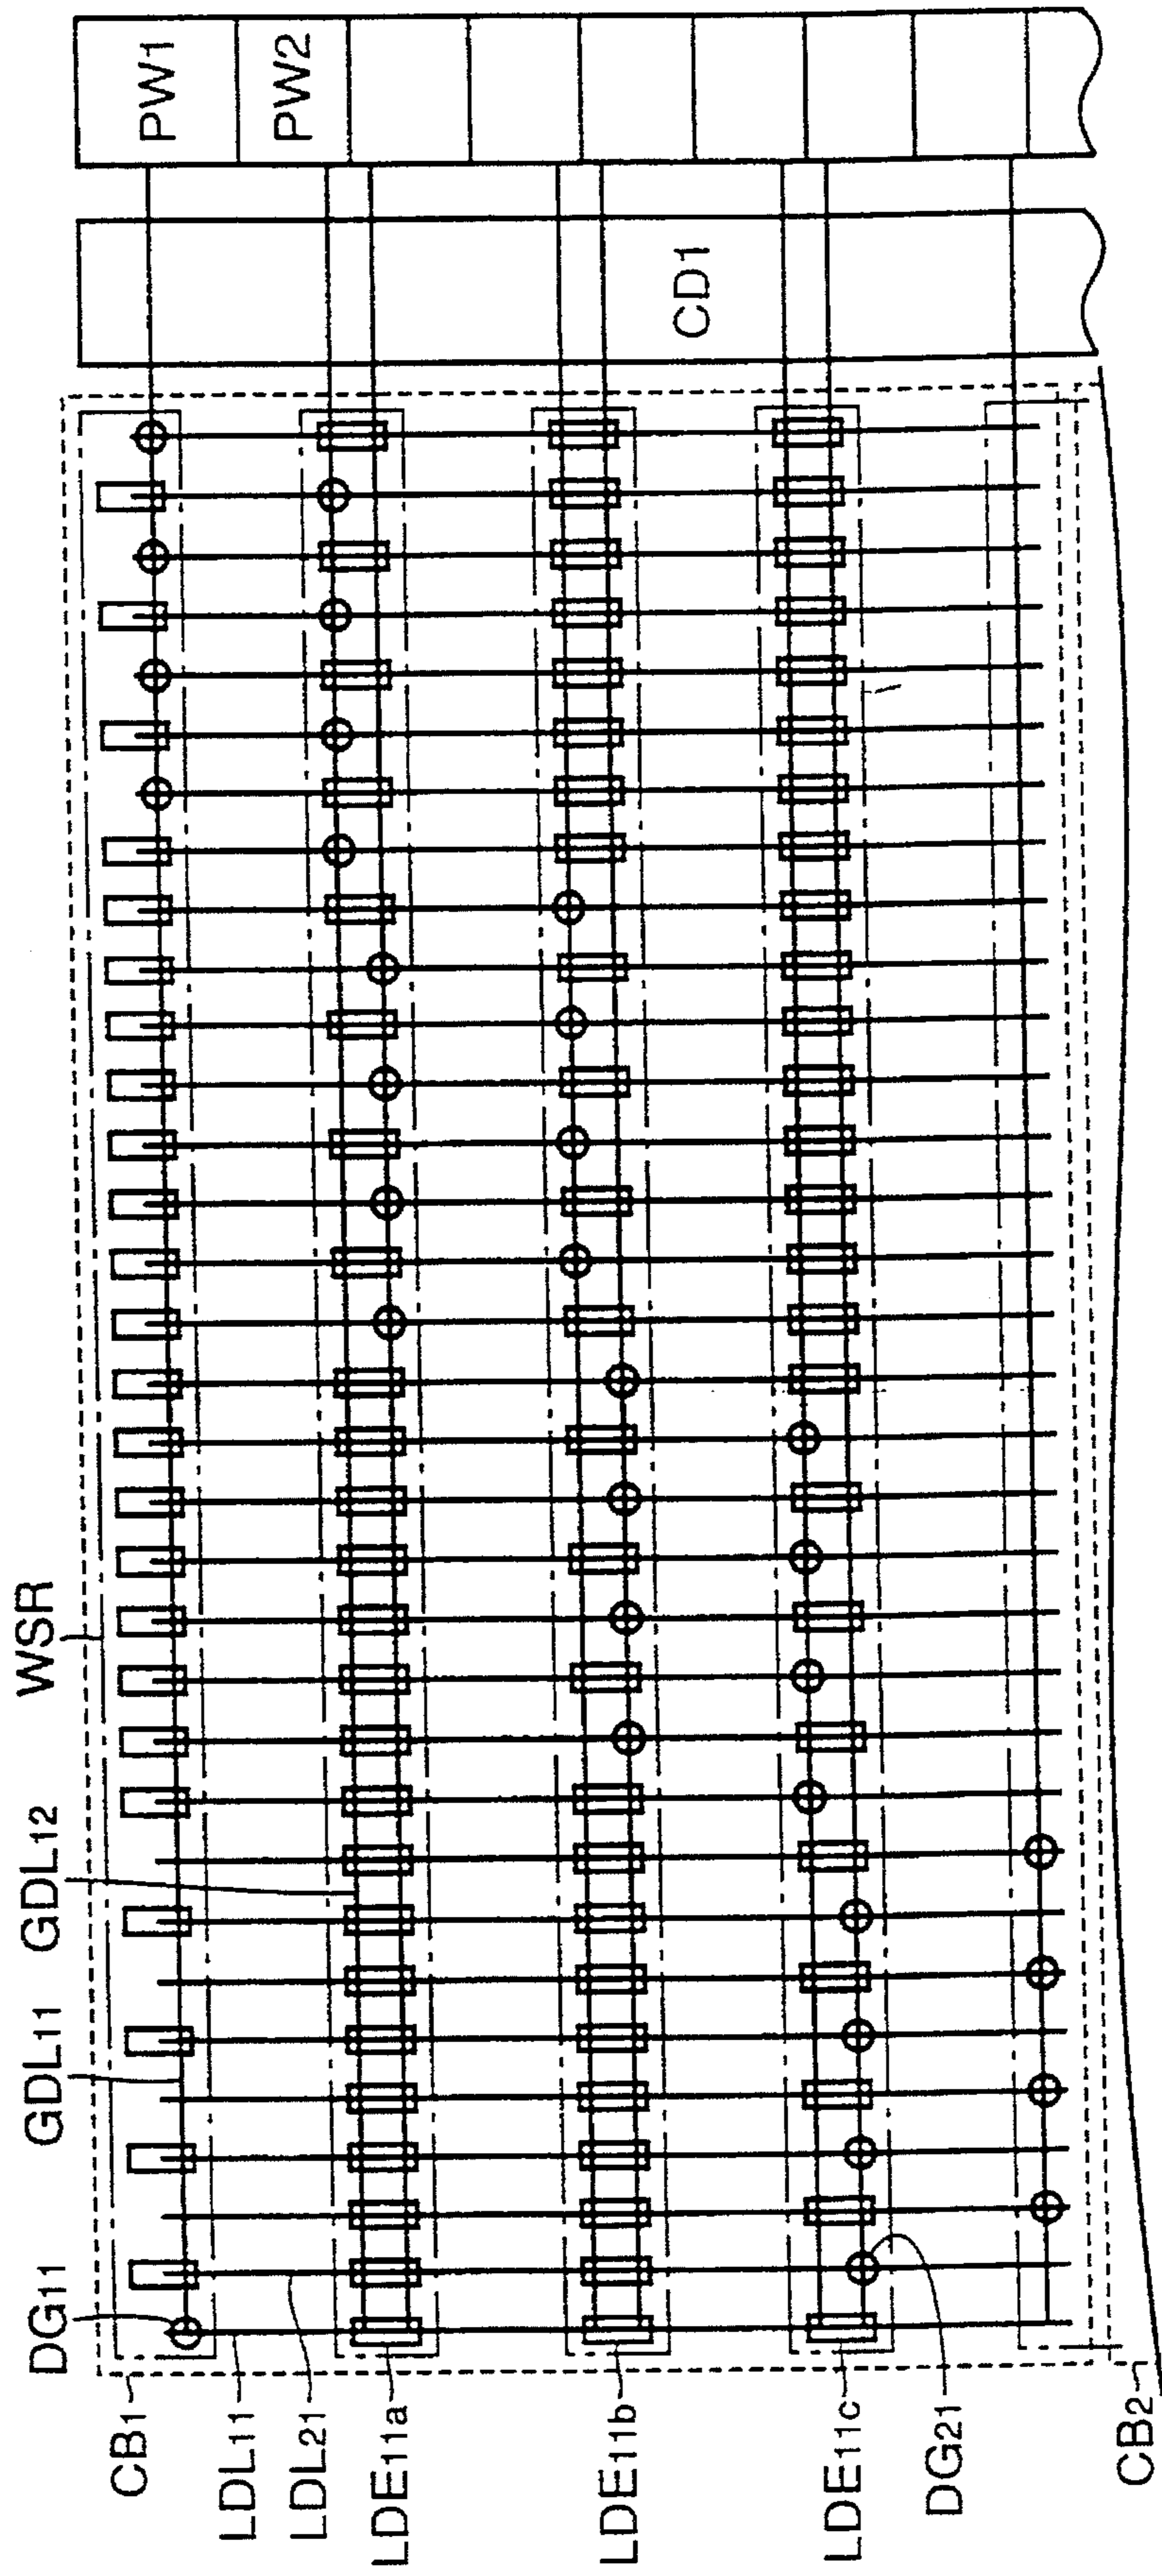 PW1
PW2
CD1
WSR
GDL12
GDL11
DG11
CB1
LDL11
LDL21
LDE11a
LDE11b
LDE11c
DG21
CB2